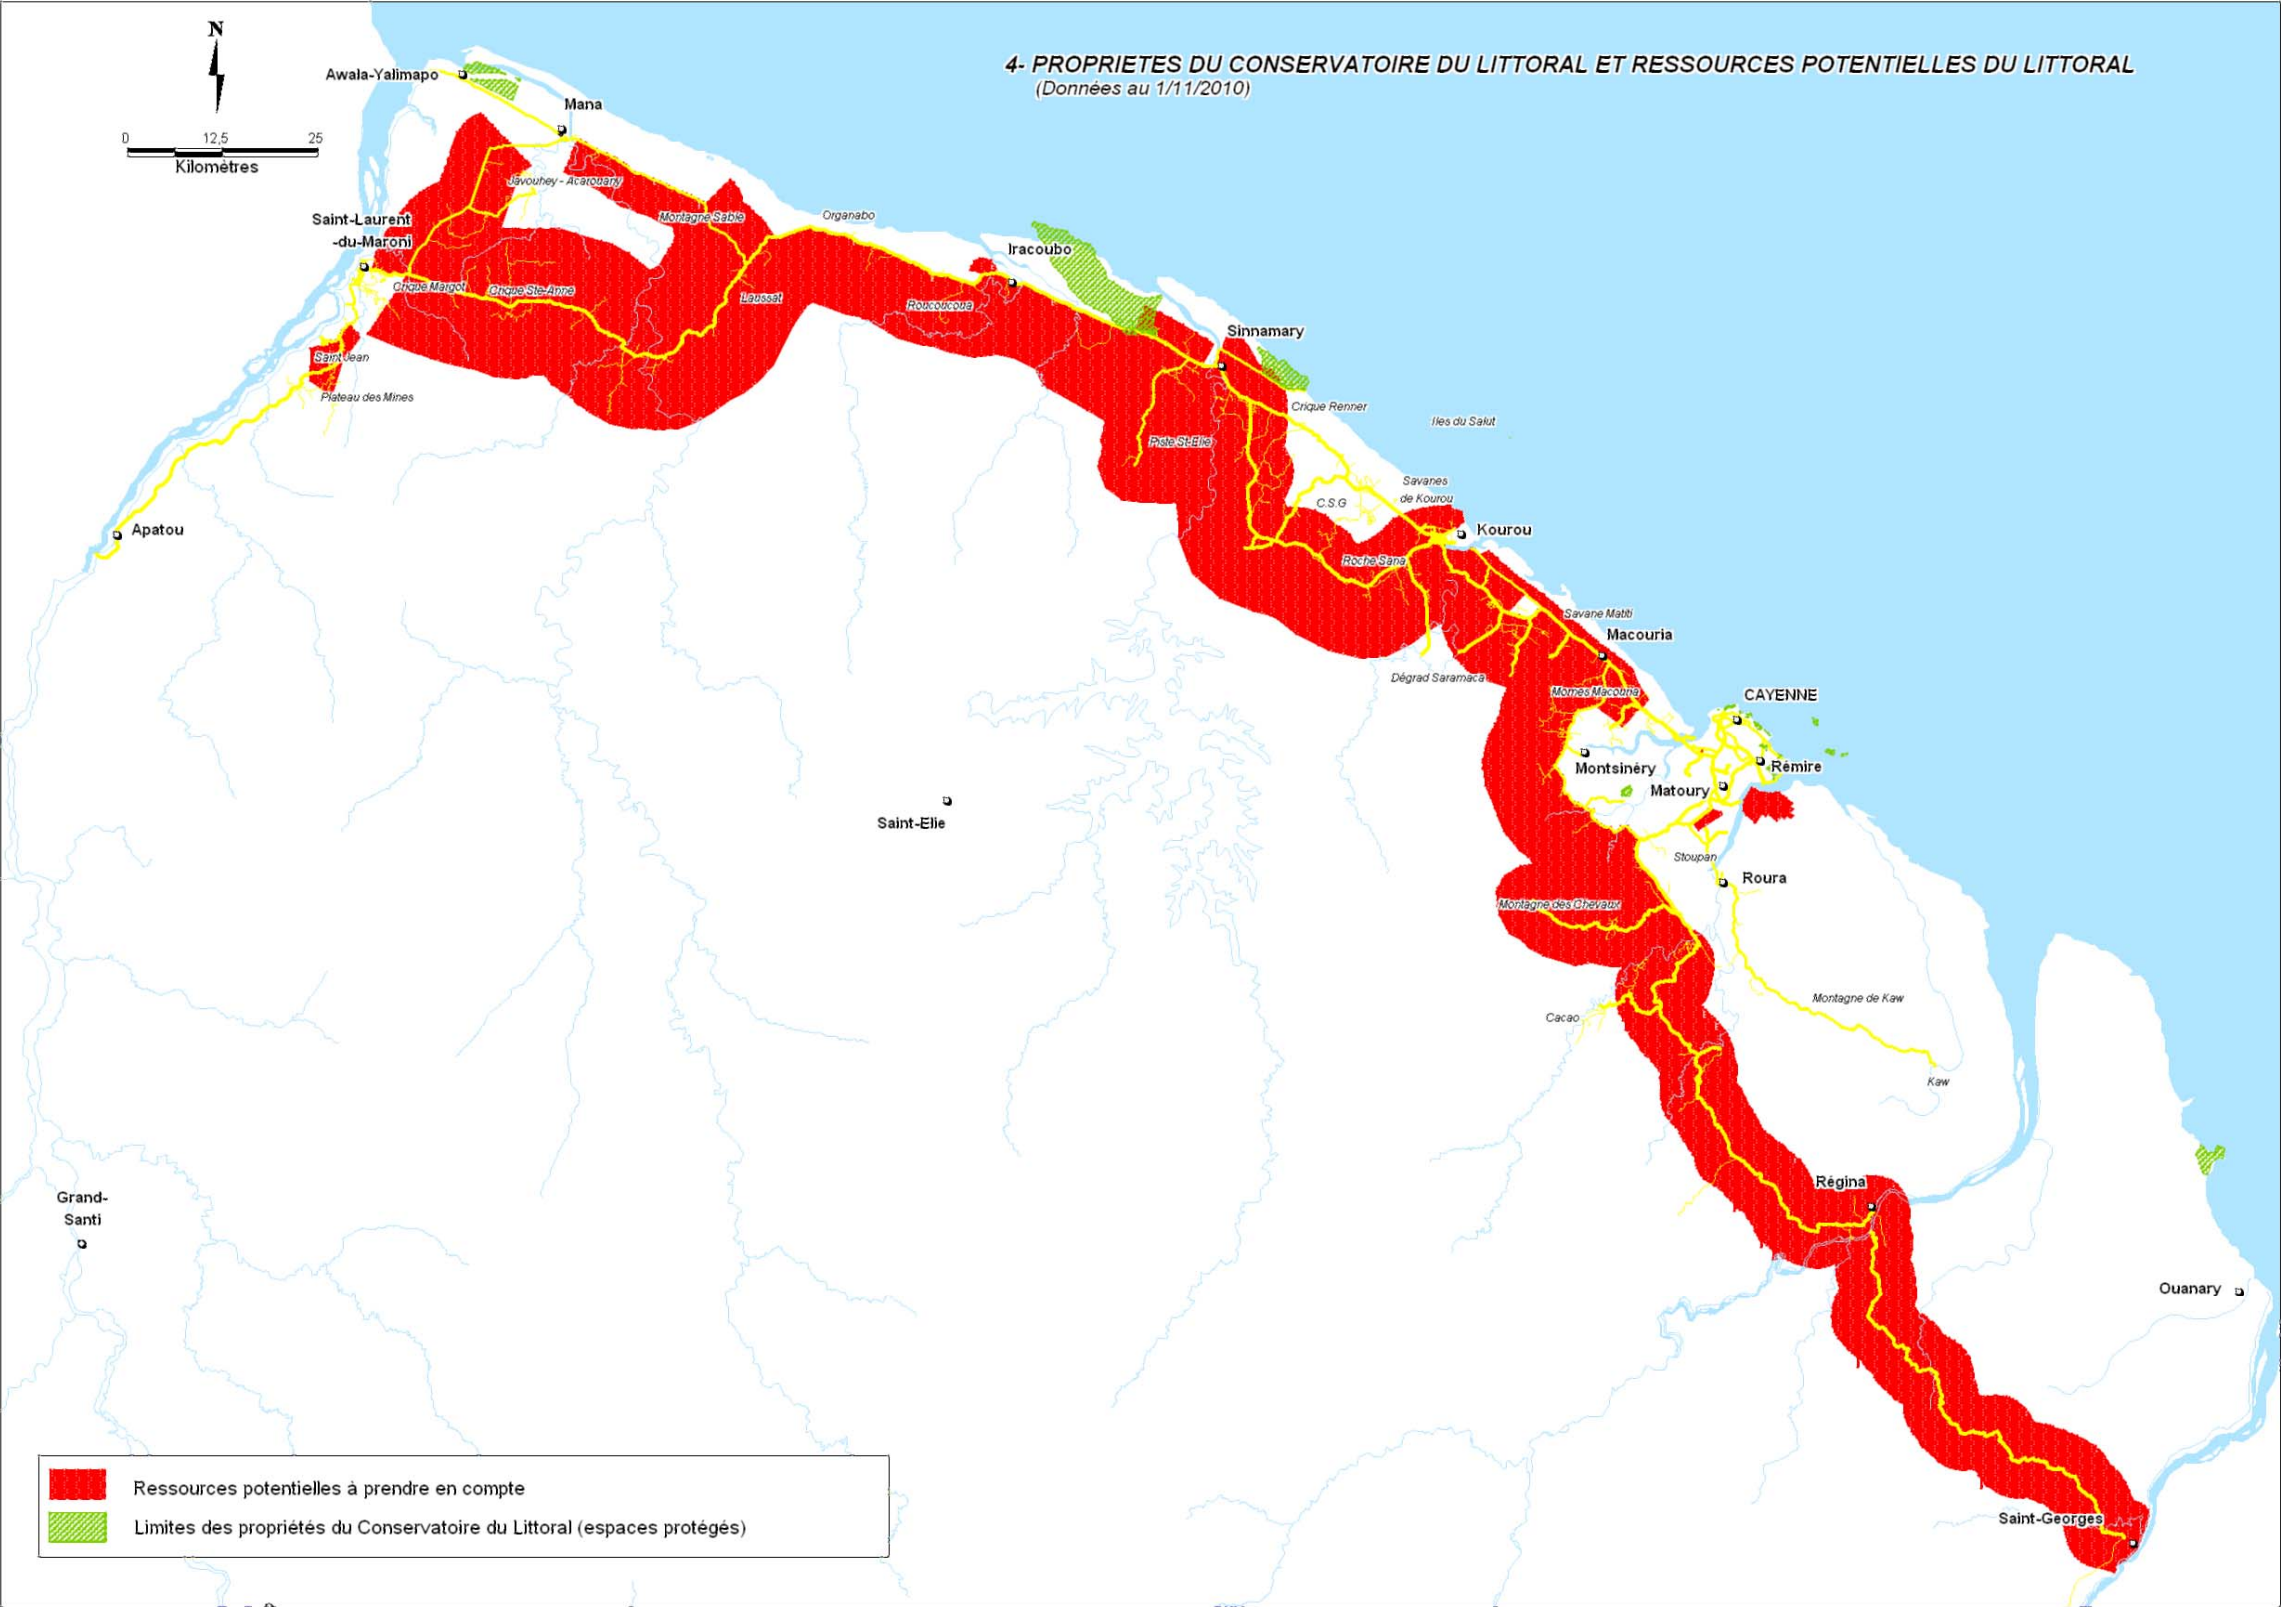 4- PROPRIETES DU CONSERVATOIRE DU LITTORAL ET RESSOURCES POTENTIELLES DU LITTORAL
(Données au 1/11/2010)
N
0 12,5 25
Kilomètres
Awala-Yalimapo
Mana
Javouhey - Acarouany
Saint-Laurent
-du-Maroni
Montagne Sable
Organabo
Iracoubo
Crique Margot
Crique Ste-Anne
Laussat
Roucoucoua
Sinnamary
Saint Jean
Plateau des Mines
Crique Renner
Iles du Salut
Piste St-Elie
Savanes
de Kourou
C.S.G
Apatou
Kourou
Roche Sana
Savane Matiti
Macouria
Dégrad Saramaca
Mornes Macouria
CAYENNE
Montsinéry
Rémire
Matoury
Saint-Elie
Stoupan
Roura
Montagne des Chevaux
Montagne de Kaw
Cacao
Kaw
Régina
Grand-
Santi
Ouanary
Saint-Georges
Ressources potentielles à prendre en compte
Limites des propriétés du Conservatoire du Littoral (espaces protégés)